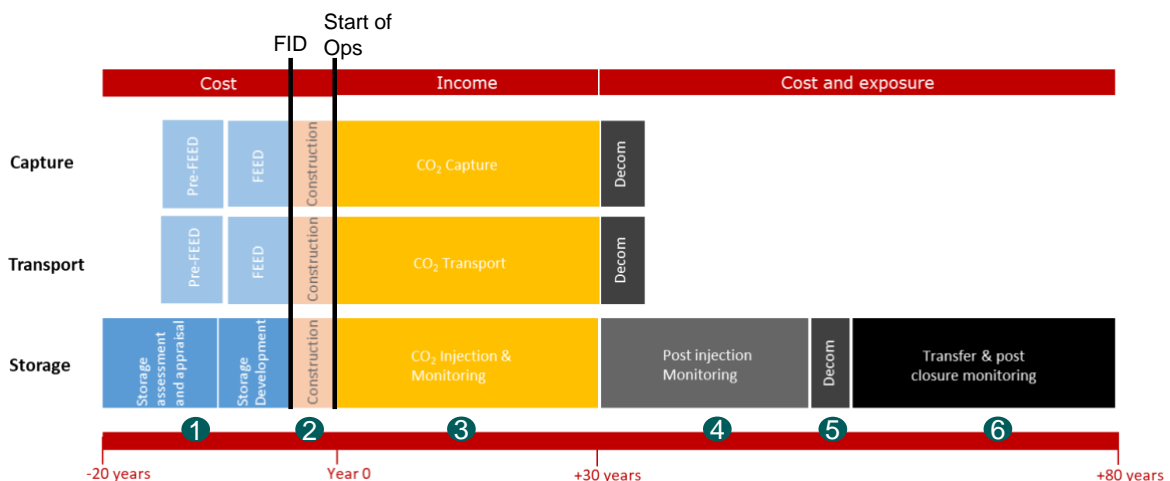 Start of
Ops
FID
Cost
Income
Cost and exposure
Capture
Pre-FEED
FEED
Construction
CO₂ Capture
Decom
Transport
Pre-FEED
FEED
Construction
CO₂ Transport
Decom
Storage
Storage
assessment
and appraisal
Storage
Development
Construction
CO₂ Injection &
Monitoring
Post injection
Monitoring
Decom
Transfer & post
closure monitoring
1
2
3
4
5
6
-20 years
Year 0
+30 years
+80 years